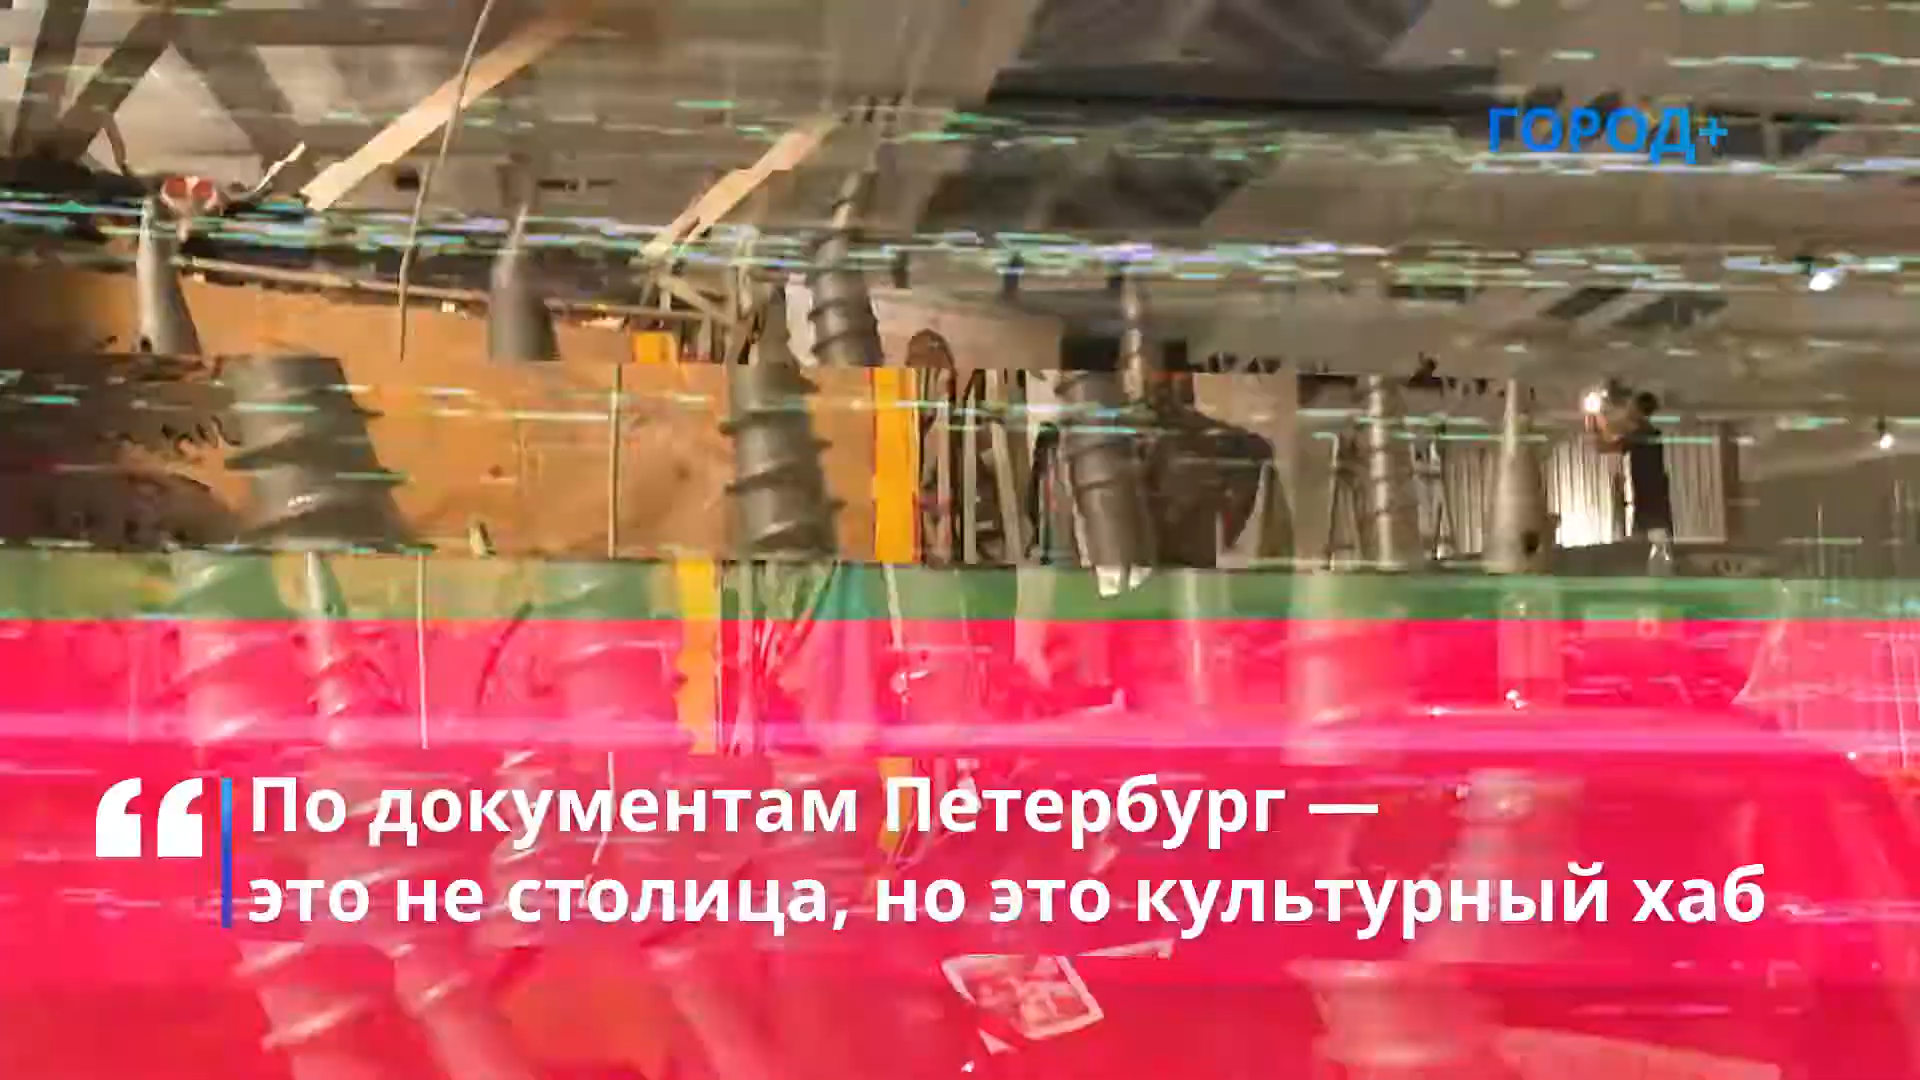 ГОРОД+
“
По документам Петербург —
это не столица, но это культурный хаб